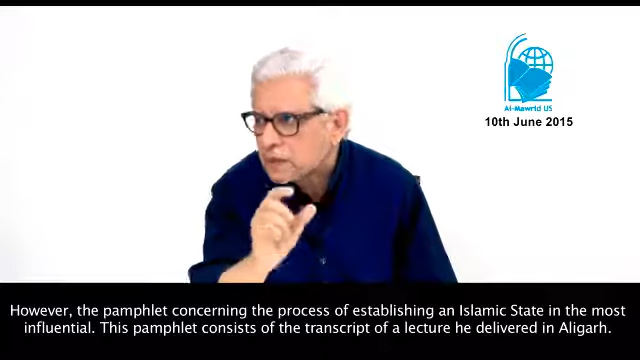 Al-Mawrid US
10th June 2015
However, the pamphlet concerning the process of establishing an Islamic State in the most
influential. This pamphlet consists of the transcript of a lecture he delivered in Aligarh.